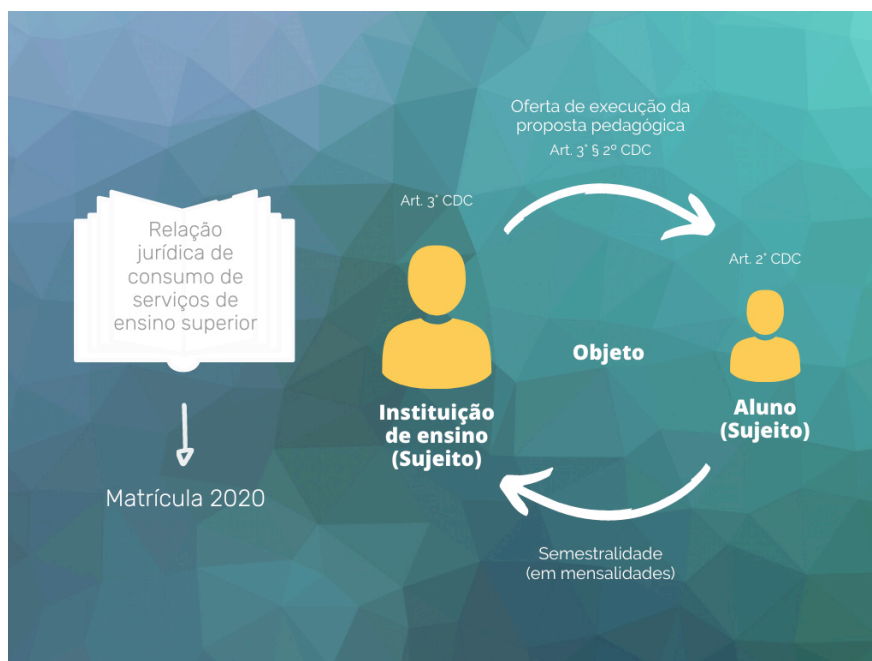 Relação
jurídica de
consumo de
serviços de
ensino superior
Matrícula 2020
Art. 3° CDC
Instituição
de ensino
(Sujeito)
Oferta de execução da
proposta pedagógica
Art. 3° § 2º CDC
Objeto
Art. 2° CDC
Aluno
(Sujeito)
Semestralidade
(em mensalidades)